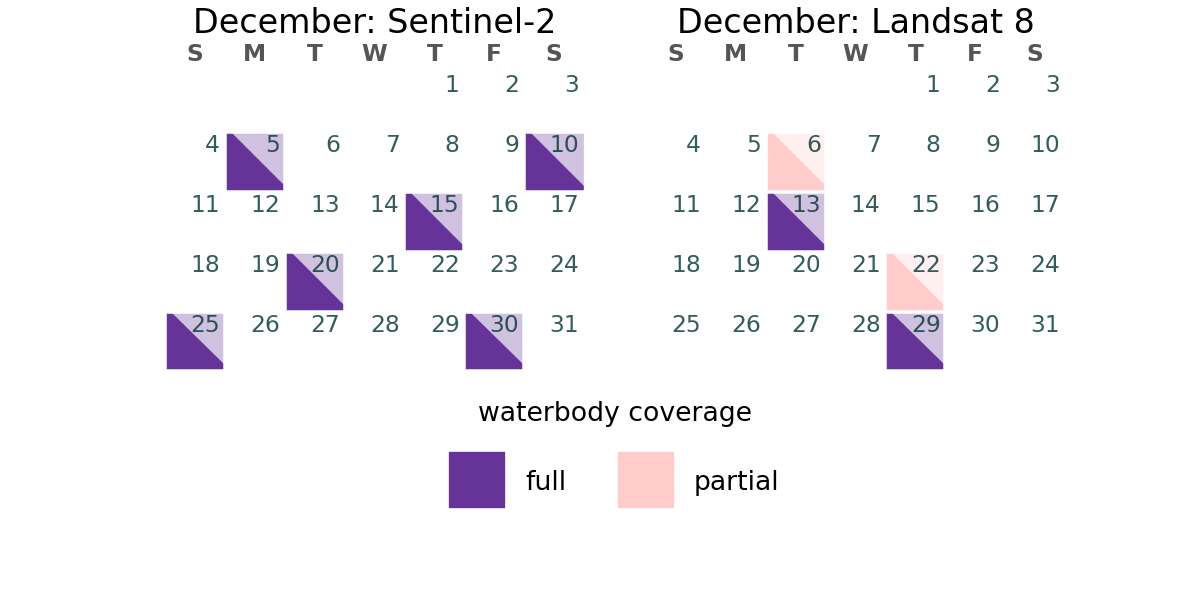 December: Sentinel-2
S M T W T F S
1 2 3
4 5 6 7 8 9 10
11 12 13 14 15 16 17
18 19 20 21 22 23 24
25 26 27 28 29 30 31
December: Landsat 8
S M T W T F S
1 2 3
4 5 6 7 8 9 10
11 12 13 14 15 16 17
18 19 20 21 22 23 24
25 26 27 28 29 30 31
waterbody coverage
full
partial